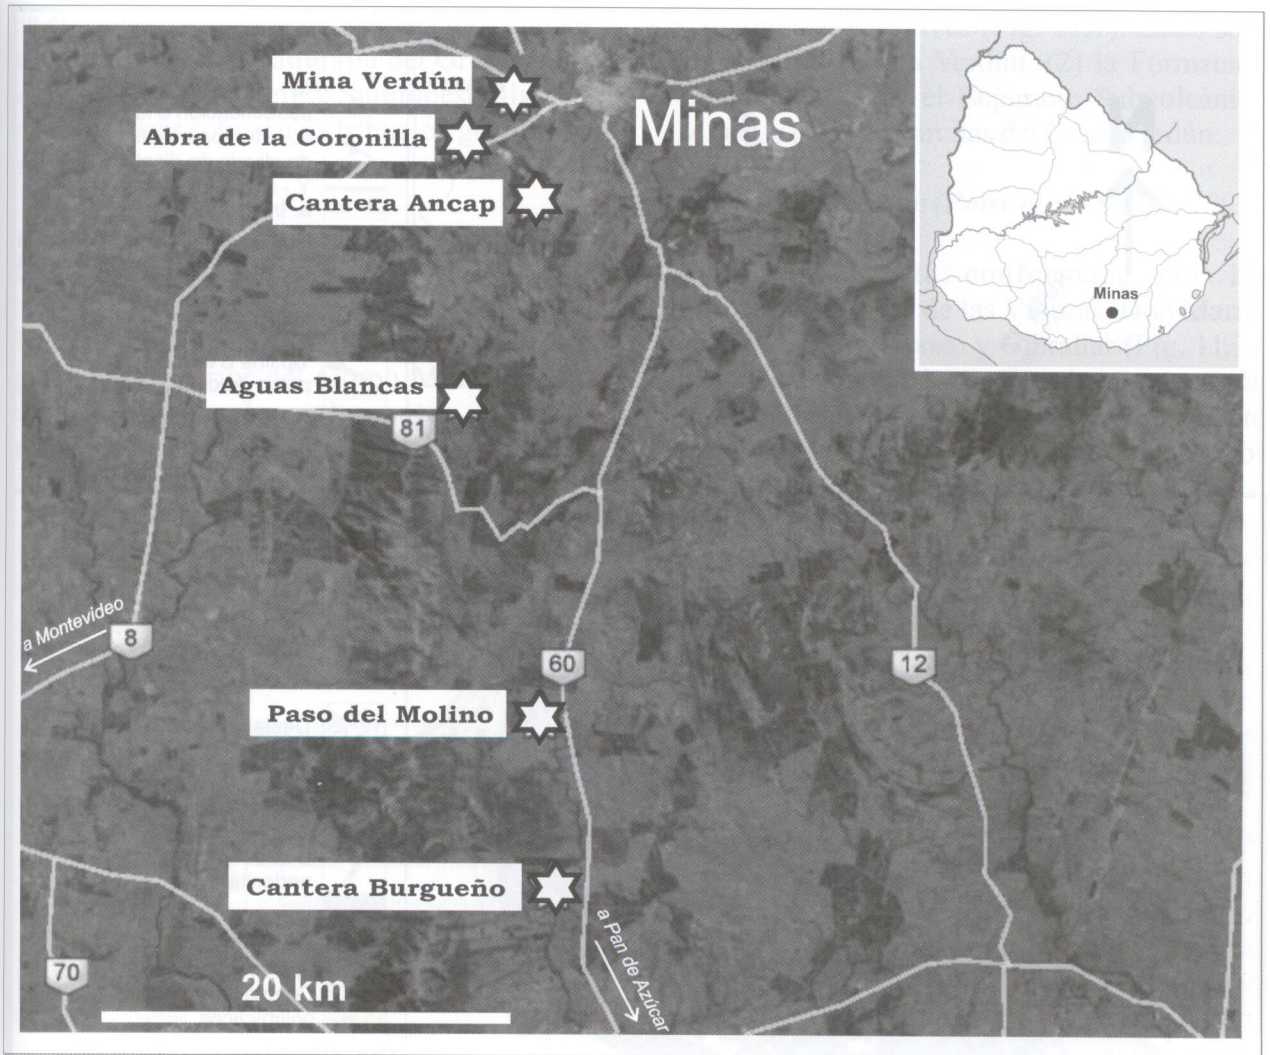 Mina Verdún
Abra de la Coronilla
Minas
Cantera Ancap
Minas
Aguas Blancas
81
a Montevideo
8
60
12
Paso del Molino
Cantera Burgueño
a Pan de Azúcar
70
20 km